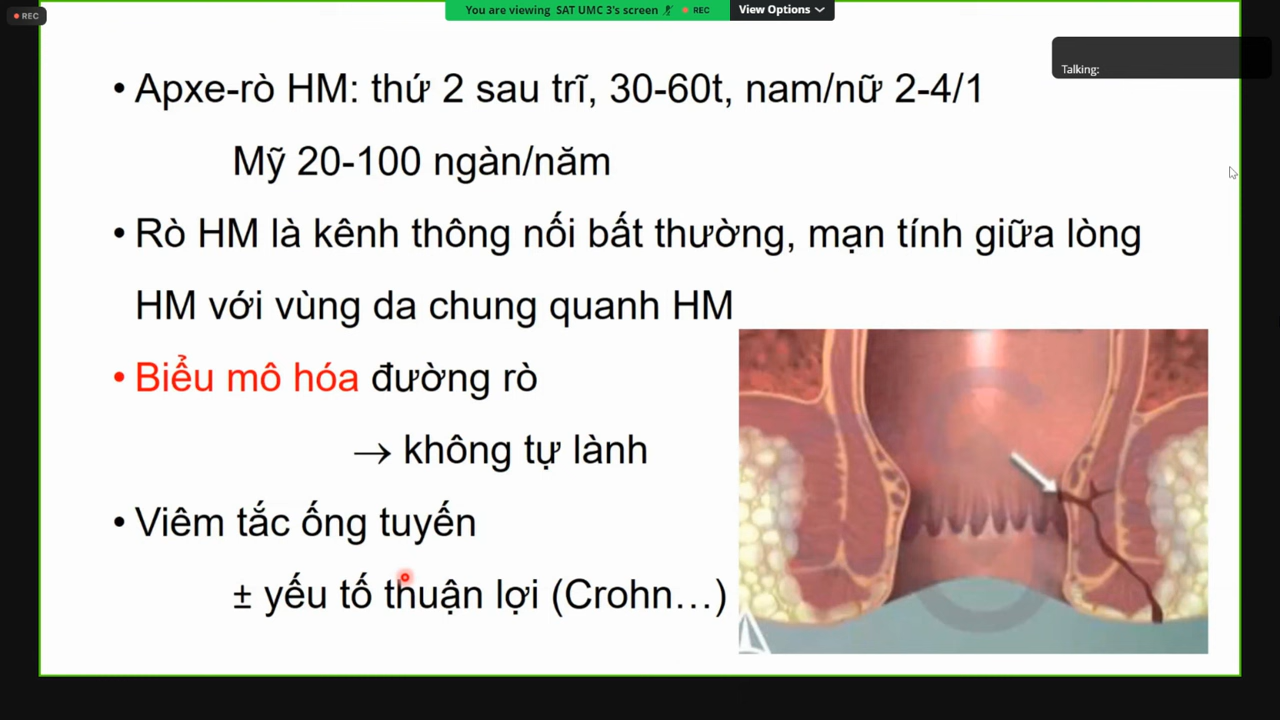 REC
You are viewing SAT UMC 3's screen REC View Options
Talking:
• Apxe-rò HM: thứ 2 sau trĩ, 30-60t, nam/nữ 2-4/1
Mỹ 20-100 ngàn/năm
• Rò HM là kênh thông nối bất thường, mạn tính giữa lòng
HM với vùng da chung quanh HM
• Biểu mô hóa đường rò
→ không tự lành
• Viêm tắc ống tuyến
± yếu tố thuận lợi (Crohn…)